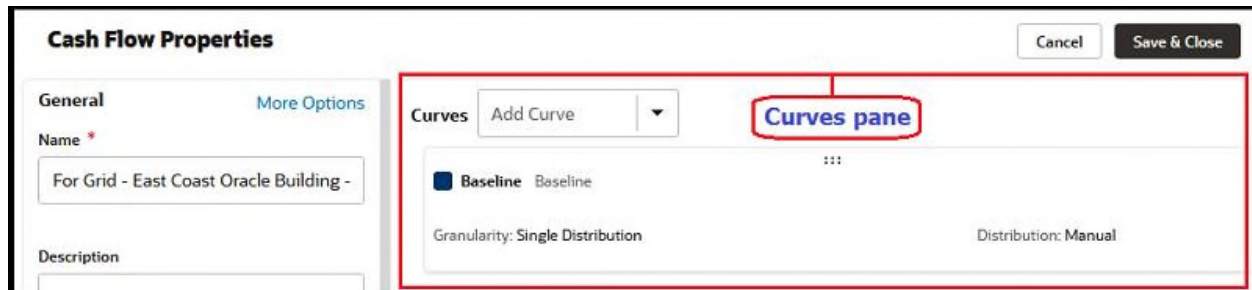 Cash Flow Properties
Cancel
Save & Close
General
More Options
Name *
For Grid - East Coast Oracle Building -
Description
Curves
Add Curve
Curves pane
Baseline Baseline
Granularity: Single Distribution
Distribution: Manual